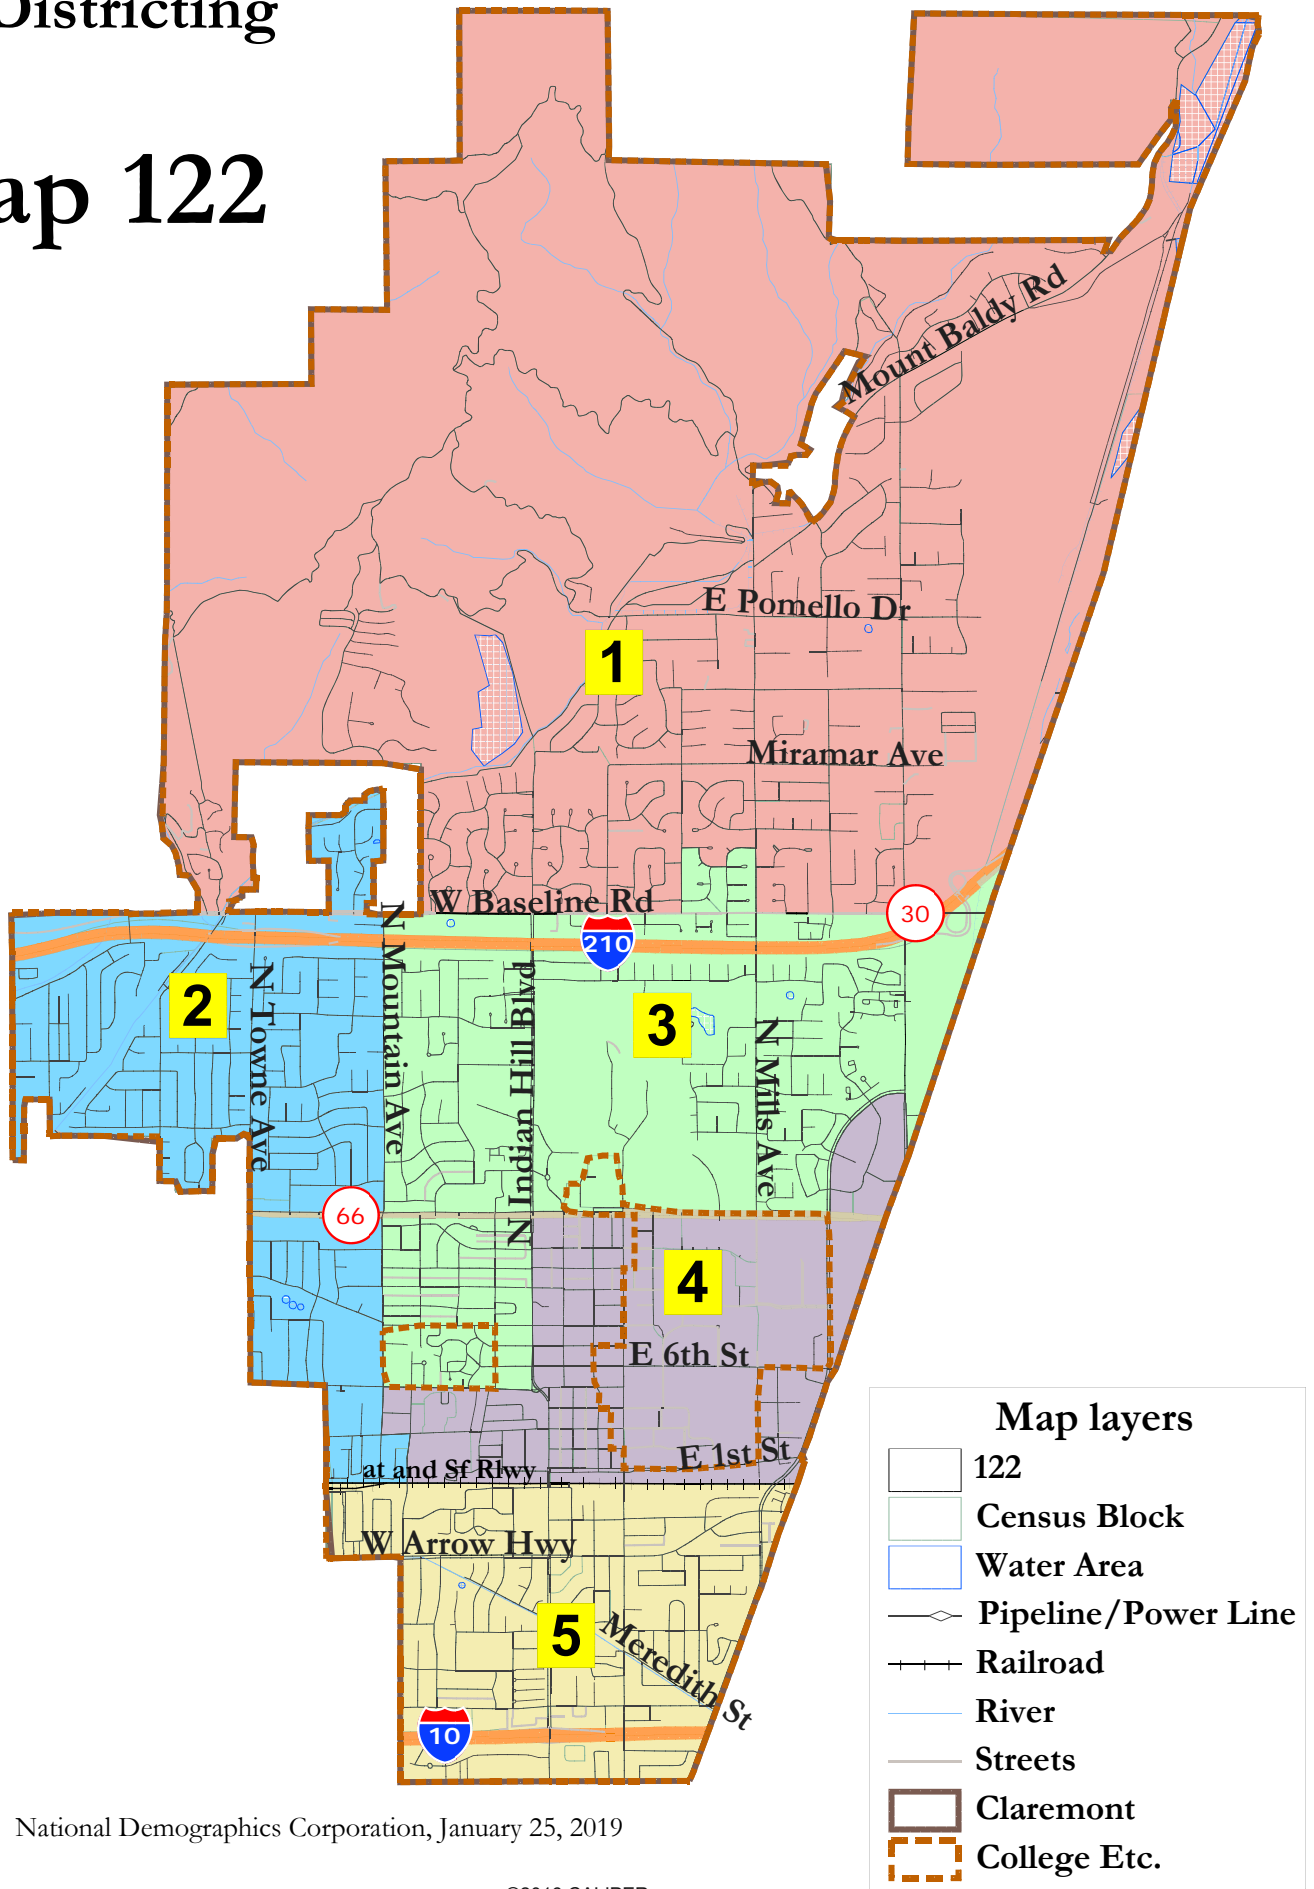 Districting
ap 122
Mount Baldy Rd
E Pomello Dr
1
Miramar Ave
W Baseline Rd
30
210
2
N Towne Ave
N Mountain Ave
N Indian Hill Blvd
3
N Mills Ave
66
4
E 6th St
E 1st St
at and Sf Rlwy
W Arrow Hwy
5
Meredith St
10
Map layers
122
Census Block
Water Area
Pipeline/Power Line
Railroad
River
Streets
Claremont
College Etc.
National Demographics Corporation, January 25, 2019